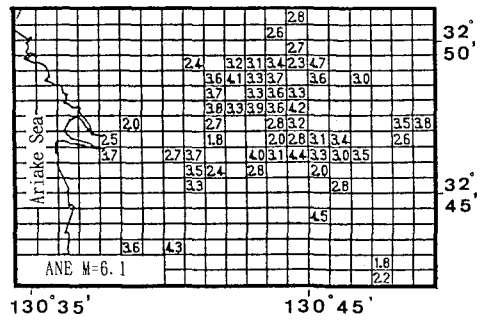 2.8
2.6
32°
2.7
50'
2.4 3.2 3.1 3.4 2.3 4.7
3.6 4.1 3.3 3.7 3.6 3.0
3.7 3.3 3.6 3.3
3.8 3.3 3.9 3.6 4.2
2.0 2.7 2.8 3.2 3.5 3.8
2.5 1.8 2.0 2.8 3.1 3.4 2.6
3.7 2.7 3.7 4.0 3.1 4.4 3.3 3.0 3.5
3.5 2.4 2.8 2.0
3.3 2.8
32°
45'
4.5
3.6 4.3
Ariake Sea
ANE M=6.1
1.8
2.2
130°35' 130°45'